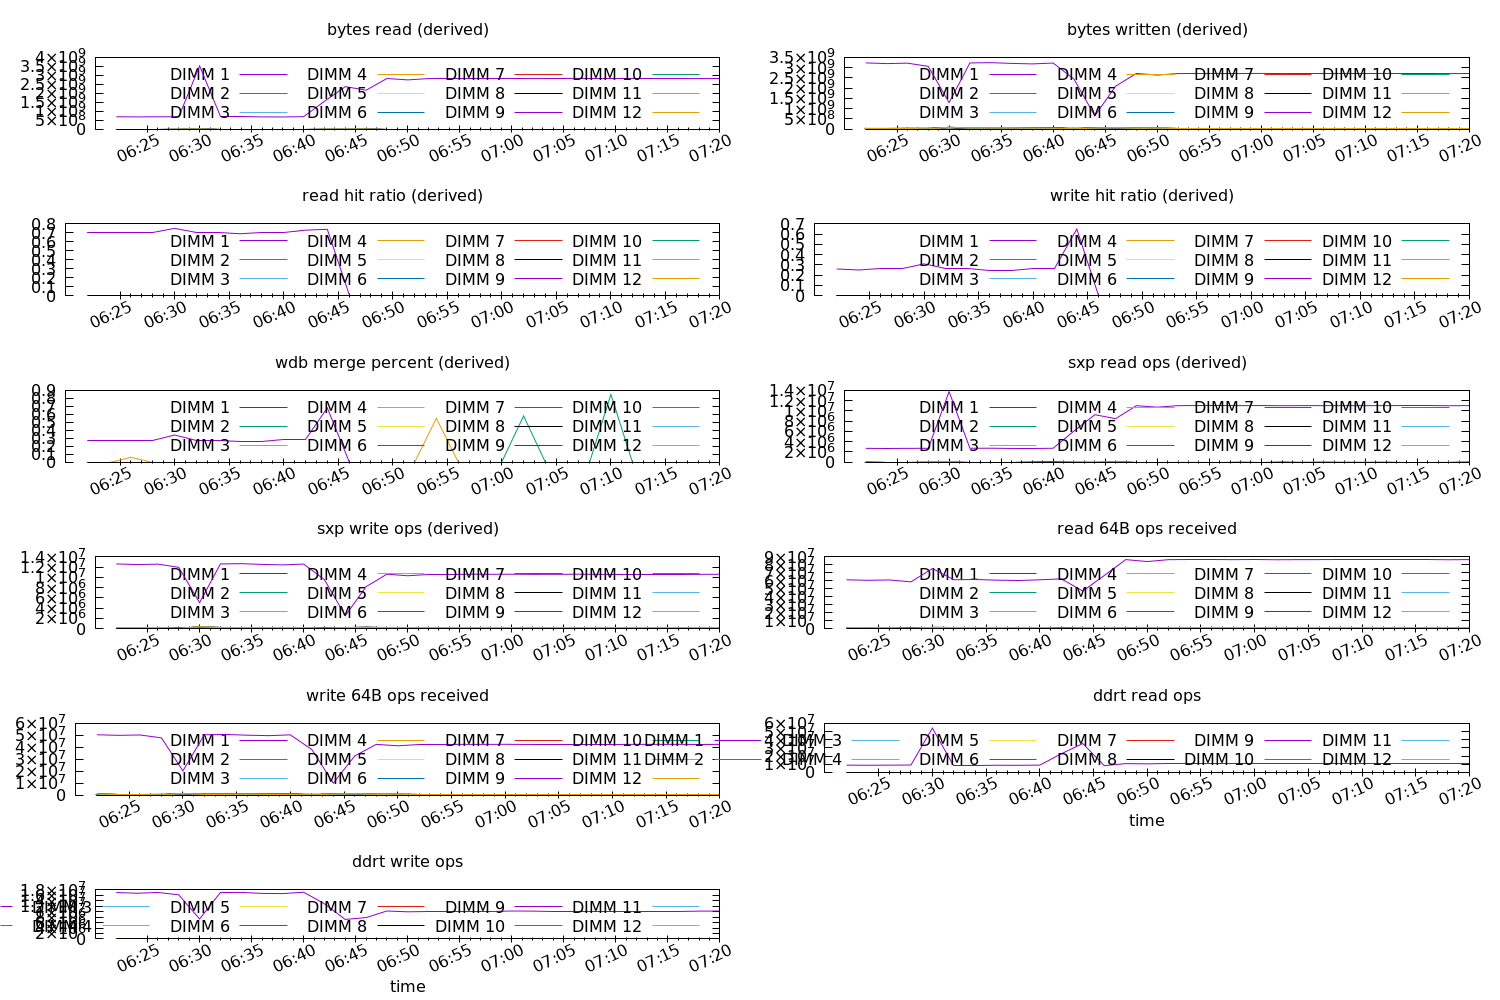 bytes read (derived)
4×10⁹
3.5×10⁹
3×10⁹
2.5×10⁹
2×10⁹
1.5×10⁹
1×10⁹
5×10⁸
0
DIMM 1 DIMM 4 DIMM 7 DIMM 10
DIMM 2 DIMM 5 DIMM 8 DIMM 11
DIMM 3 DIMM 6 DIMM 9 DIMM 12
06:25 06:30 06:35 06:40 06:45 06:50 06:55 07:00 07:05 07:10 07:15 07:20
bytes written (derived)
3.5×10⁹
3×10⁹
2.5×10⁹
2×10⁹
1.5×10⁹
1×10⁹
5×10⁸
0
DIMM 1 DIMM 4 DIMM 7 DIMM 10
DIMM 2 DIMM 5 DIMM 8 DIMM 11
DIMM 3 DIMM 6 DIMM 9 DIMM 12
06:25 06:30 06:35 06:40 06:45 06:50 06:55 07:00 07:05 07:10 07:15 07:20
read hit ratio (derived)
0.8
0.7
0.6
0.5
0.4
0.3
0.2
0.1
0
DIMM 1 DIMM 4 DIMM 7 DIMM 10
DIMM 2 DIMM 5 DIMM 8 DIMM 11
DIMM 3 DIMM 6 DIMM 9 DIMM 12
06:25 06:30 06:35 06:40 06:45 06:50 06:55 07:00 07:05 07:10 07:15 07:20
write hit ratio (derived)
0.7
0.6
0.5
0.4
0.3
0.2
0.1
0
DIMM 1 DIMM 4 DIMM 7 DIMM 10
DIMM 2 DIMM 5 DIMM 8 DIMM 11
DIMM 3 DIMM 6 DIMM 9 DIMM 12
06:25 06:30 06:35 06:40 06:45 06:50 06:55 07:00 07:05 07:10 07:15 07:20
wdb merge percent (derived)
0.9
0.8
0.7
0.6
0.5
0.4
0.3
0.2
0.1
0
DIMM 1 DIMM 4 DIMM 7 DIMM 10
DIMM 2 DIMM 5 DIMM 8 DIMM 11
DIMM 3 DIMM 6 DIMM 9 DIMM 12
06:25 06:30 06:35 06:40 06:45 06:50 06:55 07:00 07:05 07:10 07:15 07:20
sxp read ops (derived)
1.4×10⁷
1.2×10⁷
1×10⁷
8×10⁶
6×10⁶
4×10⁶
2×10⁶
0
DIMM 1 DIMM 4 DIMM 7 DIMM 10
DIMM 2 DIMM 5 DIMM 8 DIMM 11
DIMM 3 DIMM 6 DIMM 9 DIMM 12
06:25 06:30 06:35 06:40 06:45 06:50 06:55 07:00 07:05 07:10 07:15 07:20
sxp write ops (derived)
1.4×10⁷
1.2×10⁷
1×10⁷
8×10⁶
6×10⁶
4×10⁶
2×10⁶
0
DIMM 1 DIMM 4 DIMM 7 DIMM 10
DIMM 2 DIMM 5 DIMM 8 DIMM 11
DIMM 3 DIMM 6 DIMM 9 DIMM 12
06:25 06:30 06:35 06:40 06:45 06:50 06:55 07:00 07:05 07:10 07:15 07:20
read 64B ops received
9×10⁷
8×10⁷
7×10⁷
6×10⁷
5×10⁷
4×10⁷
3×10⁷
2×10⁷
1×10⁷
0
DIMM 1 DIMM 4 DIMM 7 DIMM 10
DIMM 2 DIMM 5 DIMM 8 DIMM 11
DIMM 3 DIMM 6 DIMM 9 DIMM 12
06:25 06:30 06:35 06:40 06:45 06:50 06:55 07:00 07:05 07:10 07:15 07:20
write 64B ops received
6×10⁷
5×10⁷
4×10⁷
3×10⁷
2×10⁷
1×10⁷
0
DIMM 1 DIMM 4 DIMM 7 DIMM 10
DIMM 2 DIMM 5 DIMM 8 DIMM 11
DIMM 3 DIMM 6 DIMM 9 DIMM 12
06:25 06:30 06:35 06:40 06:45 06:50 06:55 07:00 07:05 07:10 07:15 07:20
ddrt read ops
6×10⁷
1×10⁷
0
DIMM 1 DIMM 3 DIMM 5 DIMM 7 DIMM 9 DIMM 11
DIMM 2 DIMM 4 DIMM 6 DIMM 8 DIMM 10 DIMM 12
06:25 06:30 06:35 06:40 06:45 06:50 06:55 07:00 07:05 07:10 07:15 07:20
time
ddrt write ops
1.8×10⁷
2×10⁶
0
DIMM 3 DIMM 5 DIMM 7 DIMM 9 DIMM 11
DIMM 4 DIMM 6 DIMM 8 DIMM 10 DIMM 12
06:25 06:30 06:35 06:40 06:45 06:50 06:55 07:00 07:05 07:10 07:15 07:20
time